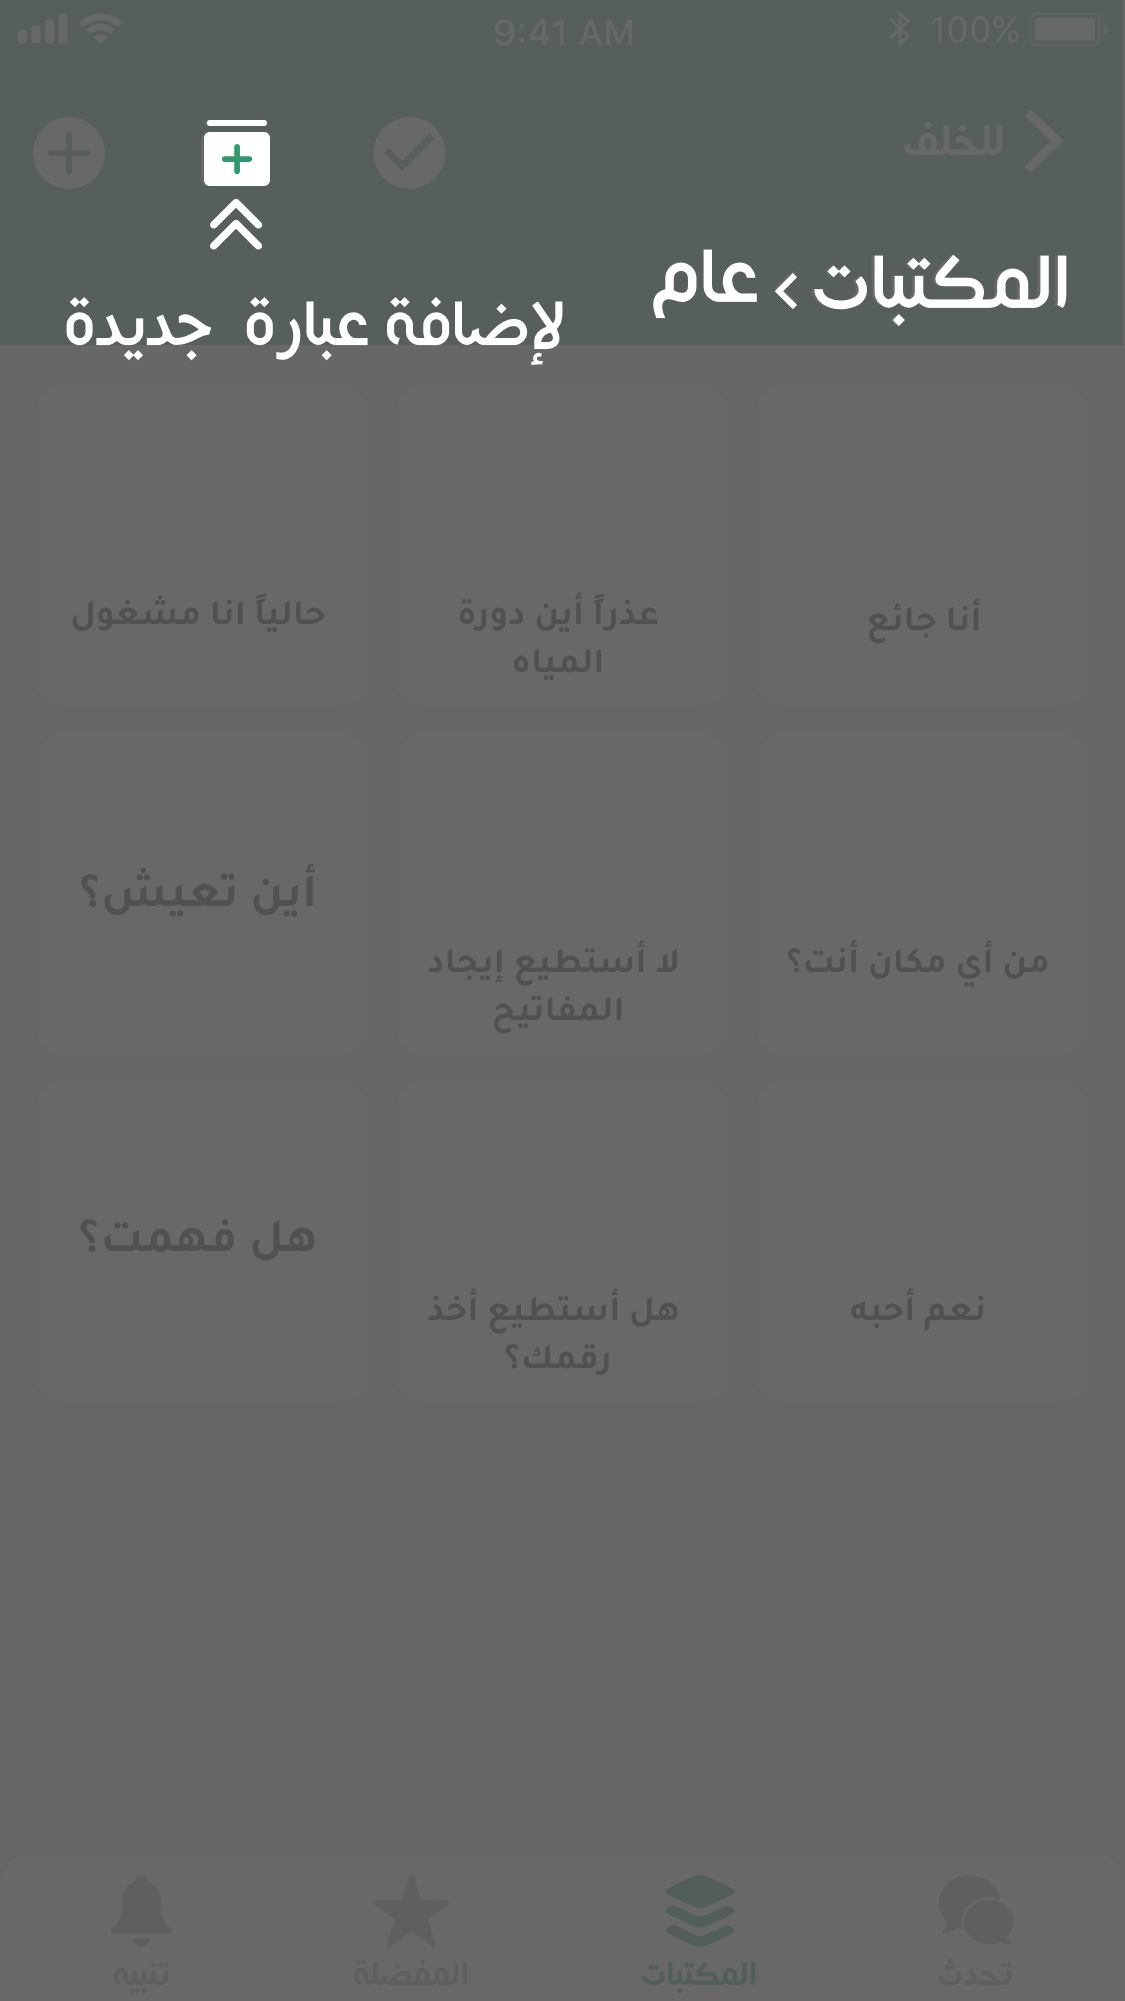 9:41 AM
100%
للخلف
المكتبات > عام
لإضافة عبارة جديدة
أنا جائع
عذراً أين دورة
المياه
حالياً انا مشغول
من أي مكان أنت؟
لا أستطيع إيجاد
المفاتيح
أين تعيش؟
نعم أحبه
هل أستطيع أخذ
رقمك؟
هل فهمت؟
تحدث
المكتبات
المفضلة
تنبيه